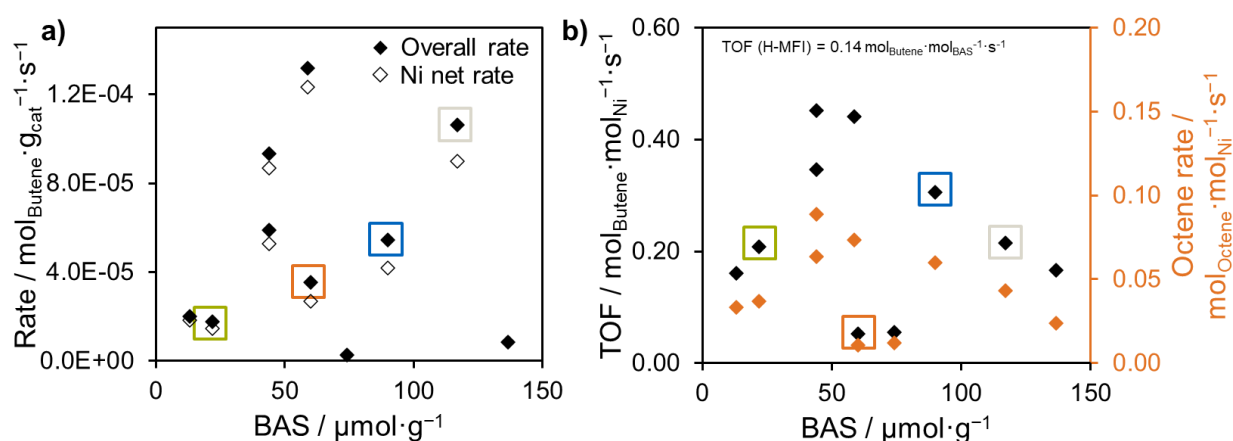 a)
Overall rate
Ni net rate
Rate / mol_Butene·g_cat⁻¹·s⁻¹
1.2E-04
8.0E-05
4.0E-05
0.0E+00
0
50
100
150
BAS / µmol·g⁻¹
b)
TOF (H-MFI) = 0.14 mol_Butene·mol_BAS⁻¹·s⁻¹
TOF / mol_Butene·mol_Ni⁻¹·s⁻¹
0.60
0.40
0.20
0.00
0
50
100
150
BAS / µmol·g⁻¹
0.20
0.15
0.10
0.05
0.00
Octene rate /
mol_Octene·mol_Ni⁻¹·s⁻¹